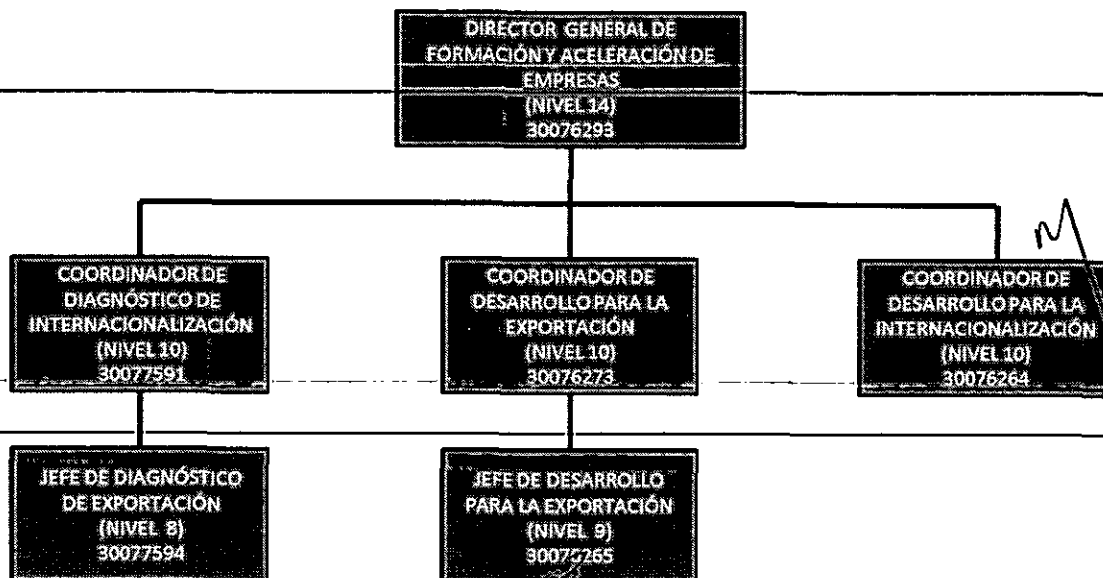 DIRECTOR GENERAL DE
FORMACIÓN Y ACELERACIÓN DE
EMPRESAS
(NIVEL 14)
30076293
COORDINADOR DE
DIAGNÓSTICO DE
INTERNACIONALIZACIÓN
(NIVEL 10)
30077591
COORDINADOR DE
DESARROLLO PARA LA
EXPORTACIÓN
(NIVEL 10)
30076273
COORDINADOR DE
DESARROLLO PARA LA
INTERNACIONALIZACIÓN
(NIVEL 10)
30076264
JEFE DE DIAGNÓSTICO
DE EXPORTACIÓN
(NIVEL 8)
30077594
JEFE DE DESARROLLO
PARA LA EXPORTACIÓN
(NIVEL 9)